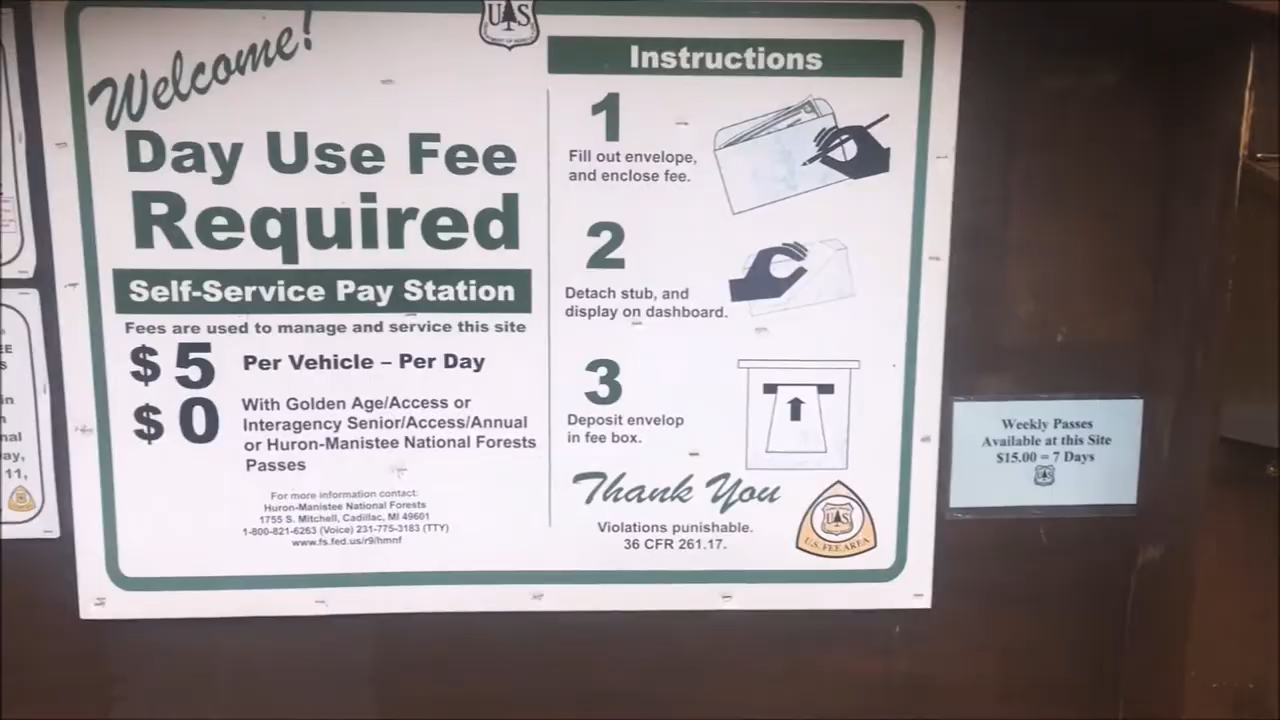 Welcome!
Day Use Fee
Required
Self-Service Pay Station
Fees are used to manage and service this site
$5 Per Vehicle – Per Day
$0 With Golden Age/Access or
Interagency Senior/Access/Annual
or Huron-Manistee National Forests
Passes
For more information contact:
Huron-Manistee National Forests
1755 S. Mitchell, Cadillac, MI 49601
1-800-821-6263 (Voice) 231-775-3183 (TTY)
www.fs.fed.us/r9/hmnf
US
Instructions
1
Fill out envelope,
and enclose fee.
2
Detach stub, and
display on dashboard.
3
Deposit envelop
in fee box.
Thank You
Violations punishable.
36 CFR 261.17.
US
U.S. FEE AREA
Weekly Passes
Available at this Site
$15.00 = 7 Days
11,